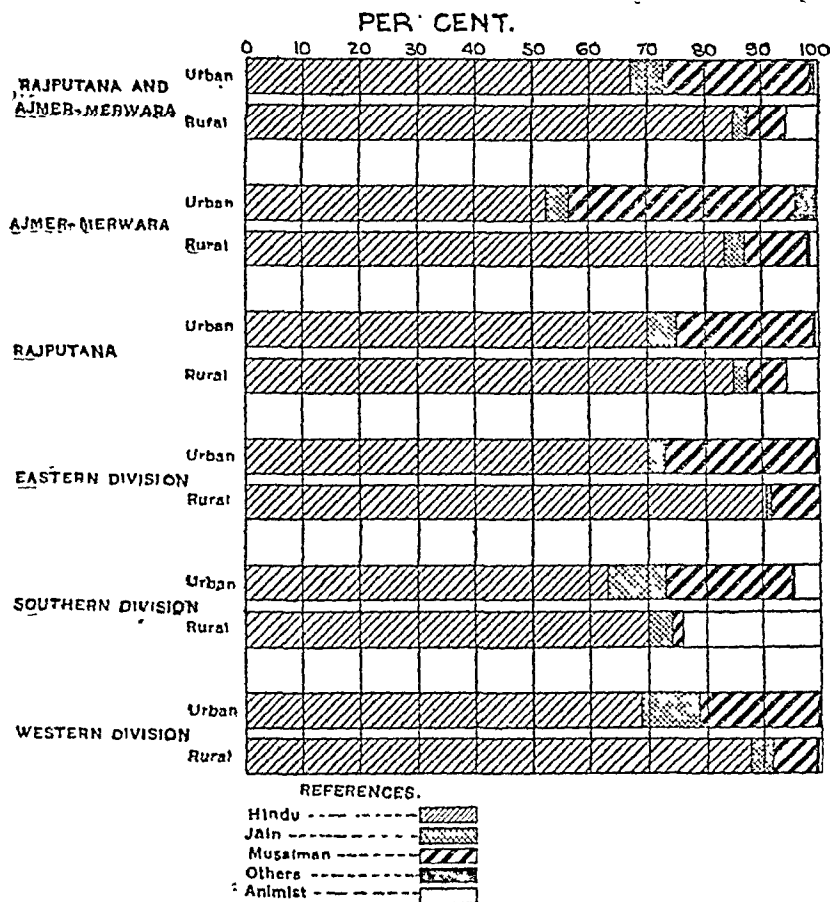 PER CENT.
0 10 20 30 40 50 60 70 80 90 100
RAJPUTANA AND
AJMER-MERWARA
Urban
Rural
AJMER-MERWARA
Urban
Rural
RAJPUTANA
Urban
Rural
EASTERN DIVISION
Urban
Rural
SOUTHERN DIVISION
Urban
Rural
WESTERN DIVISION
Urban
Rural
REFERENCES.
Hindu
Jain
Musalman
Others
Animist